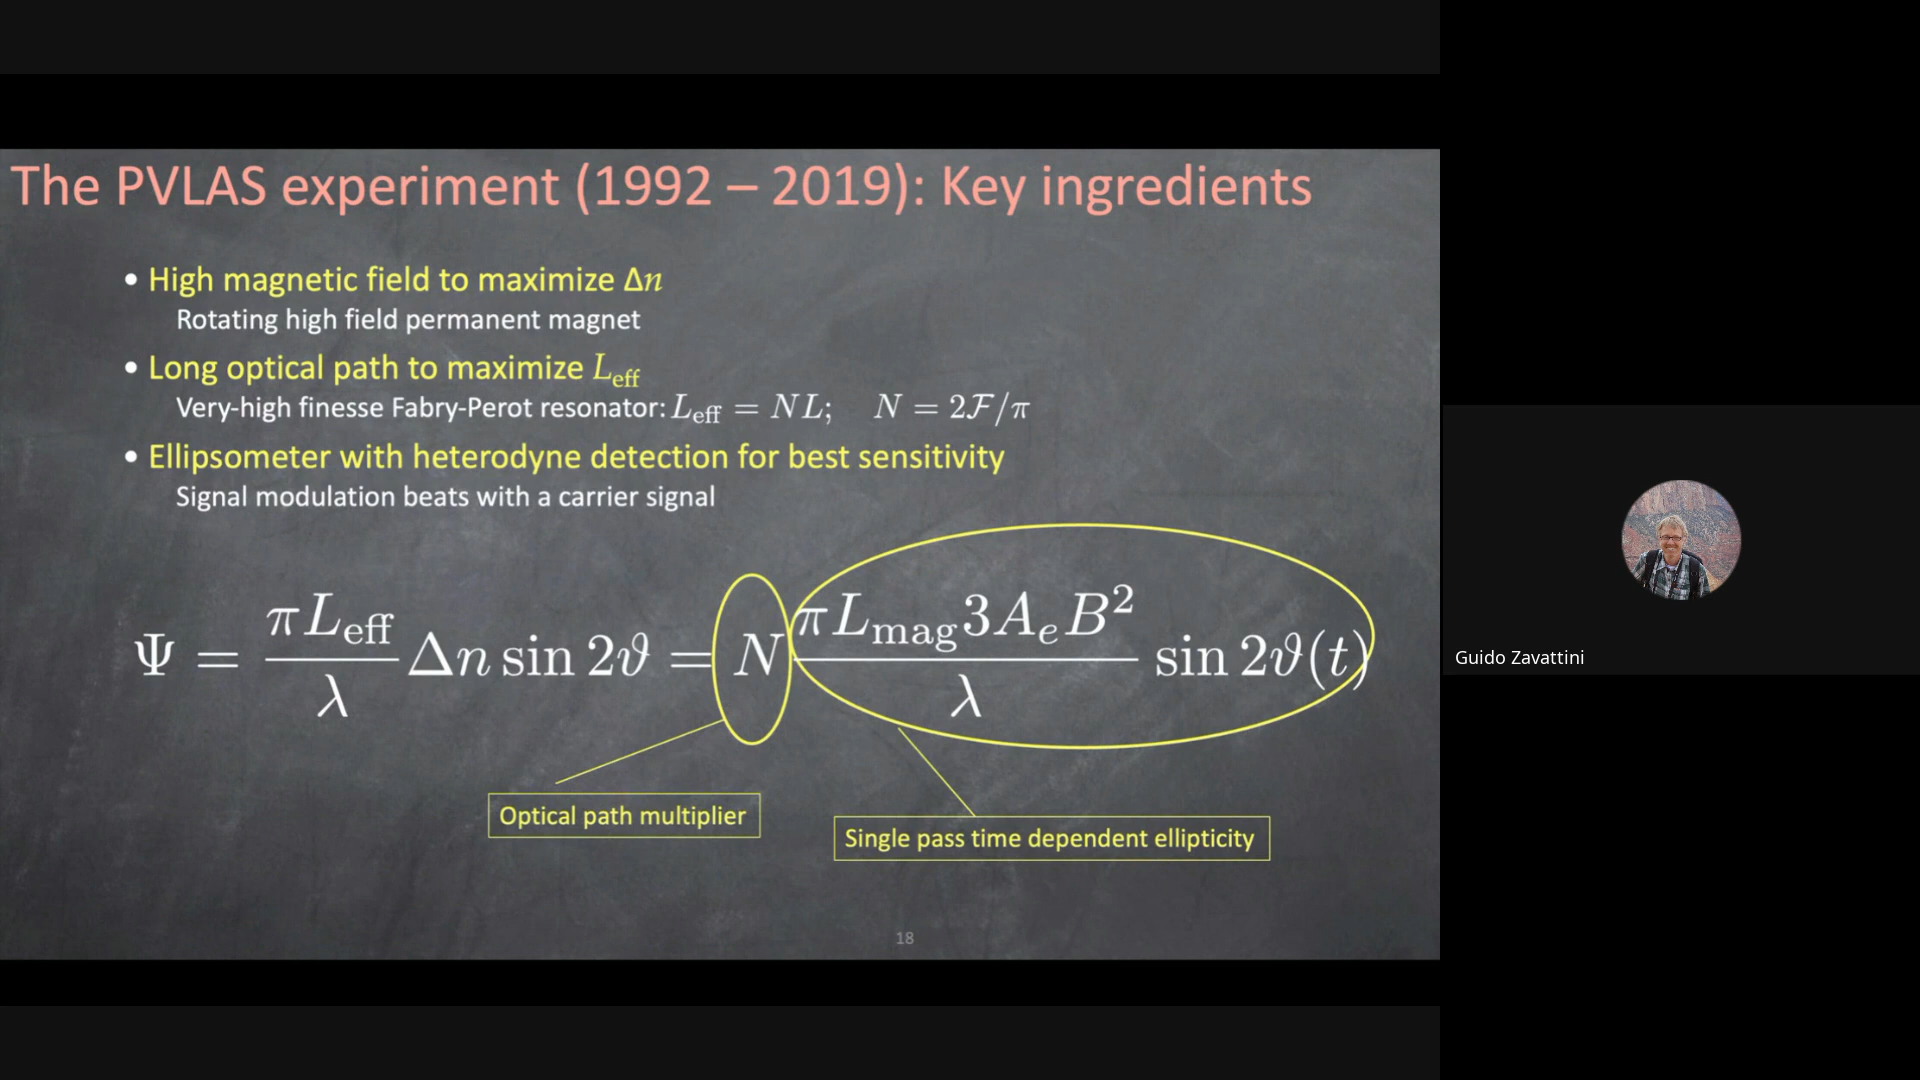 The PVLAS experiment (1992 – 2019): Key ingredients
• High magnetic field to maximize Δn
Rotating high field permanent magnet
• Long optical path to maximize L_eff
Very-high finesse Fabry-Perot resonator: L_eff = NL; N = 2ℱ/π
• Ellipsometer with heterodyne detection for best sensitivity
Signal modulation beats with a carrier signal
Ψ = πL_eff/λ Δn sin 2ϑ = N πL_mag3A_eB²/λ sin 2ϑ(t)
Optical path multiplier
Single pass time dependent ellipticity
18
Guido Zavattini